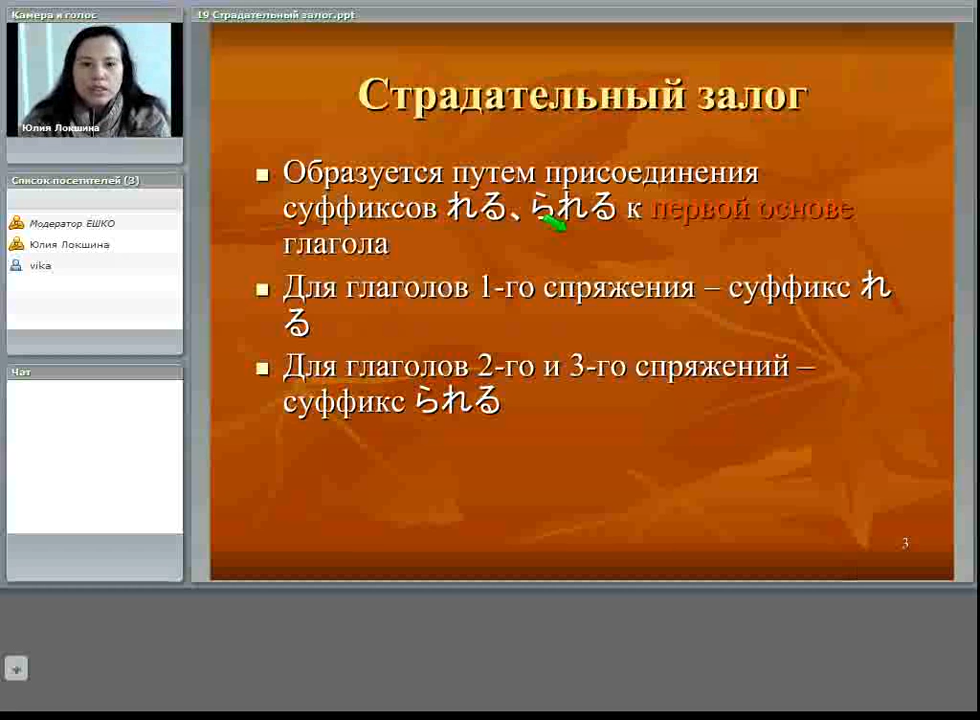 Камера и голос
Юлия Локшина
Список посетителей (3)
Модератор ЕШКО
Юлия Локшина
vika
Чат
19 Страдательный залог.ppt
Страдательный залог
Образуется путем присоединения
суффиксов れる、られる к первой основе
глагола
Для глаголов 1-го спряжения – суффикс れ
る
Для глаголов 2-го и 3-го спряжений –
суффикс られる
3